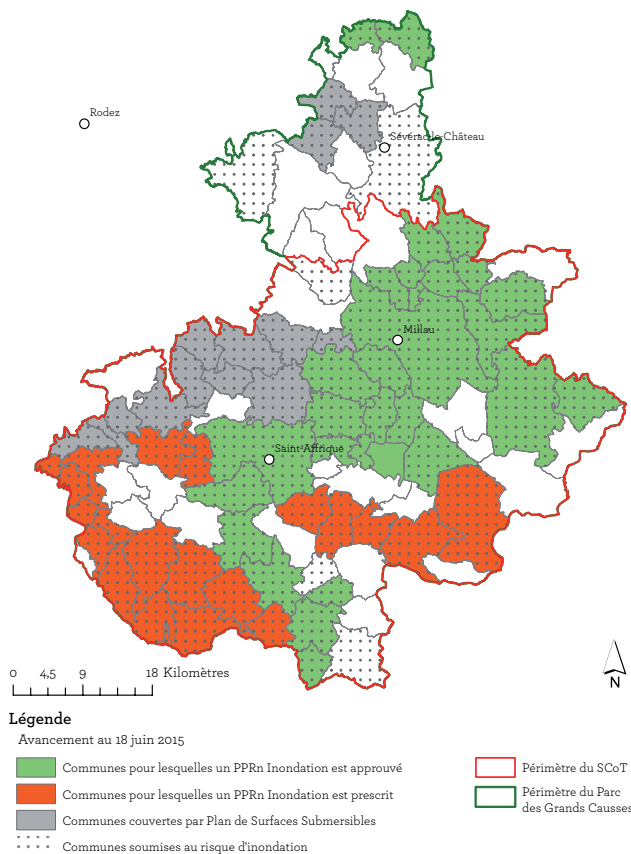 Rodez
Sévérac-le-Château
Millau
Saint-Affrique
0 4,5 9 18 Kilomètres
N
Légende
Avancement au 18 juin 2015
Communes pour lesquelles un PPRn Inondation est approuvé
Communes pour lesquelles un PPRn Inondation est prescrit
Communes couvertes par Plan de Surfaces Submersibles
Communes soumises au risque d'inondation
Périmètre du SCoT
Périmètre du Parc
des Grands Causses